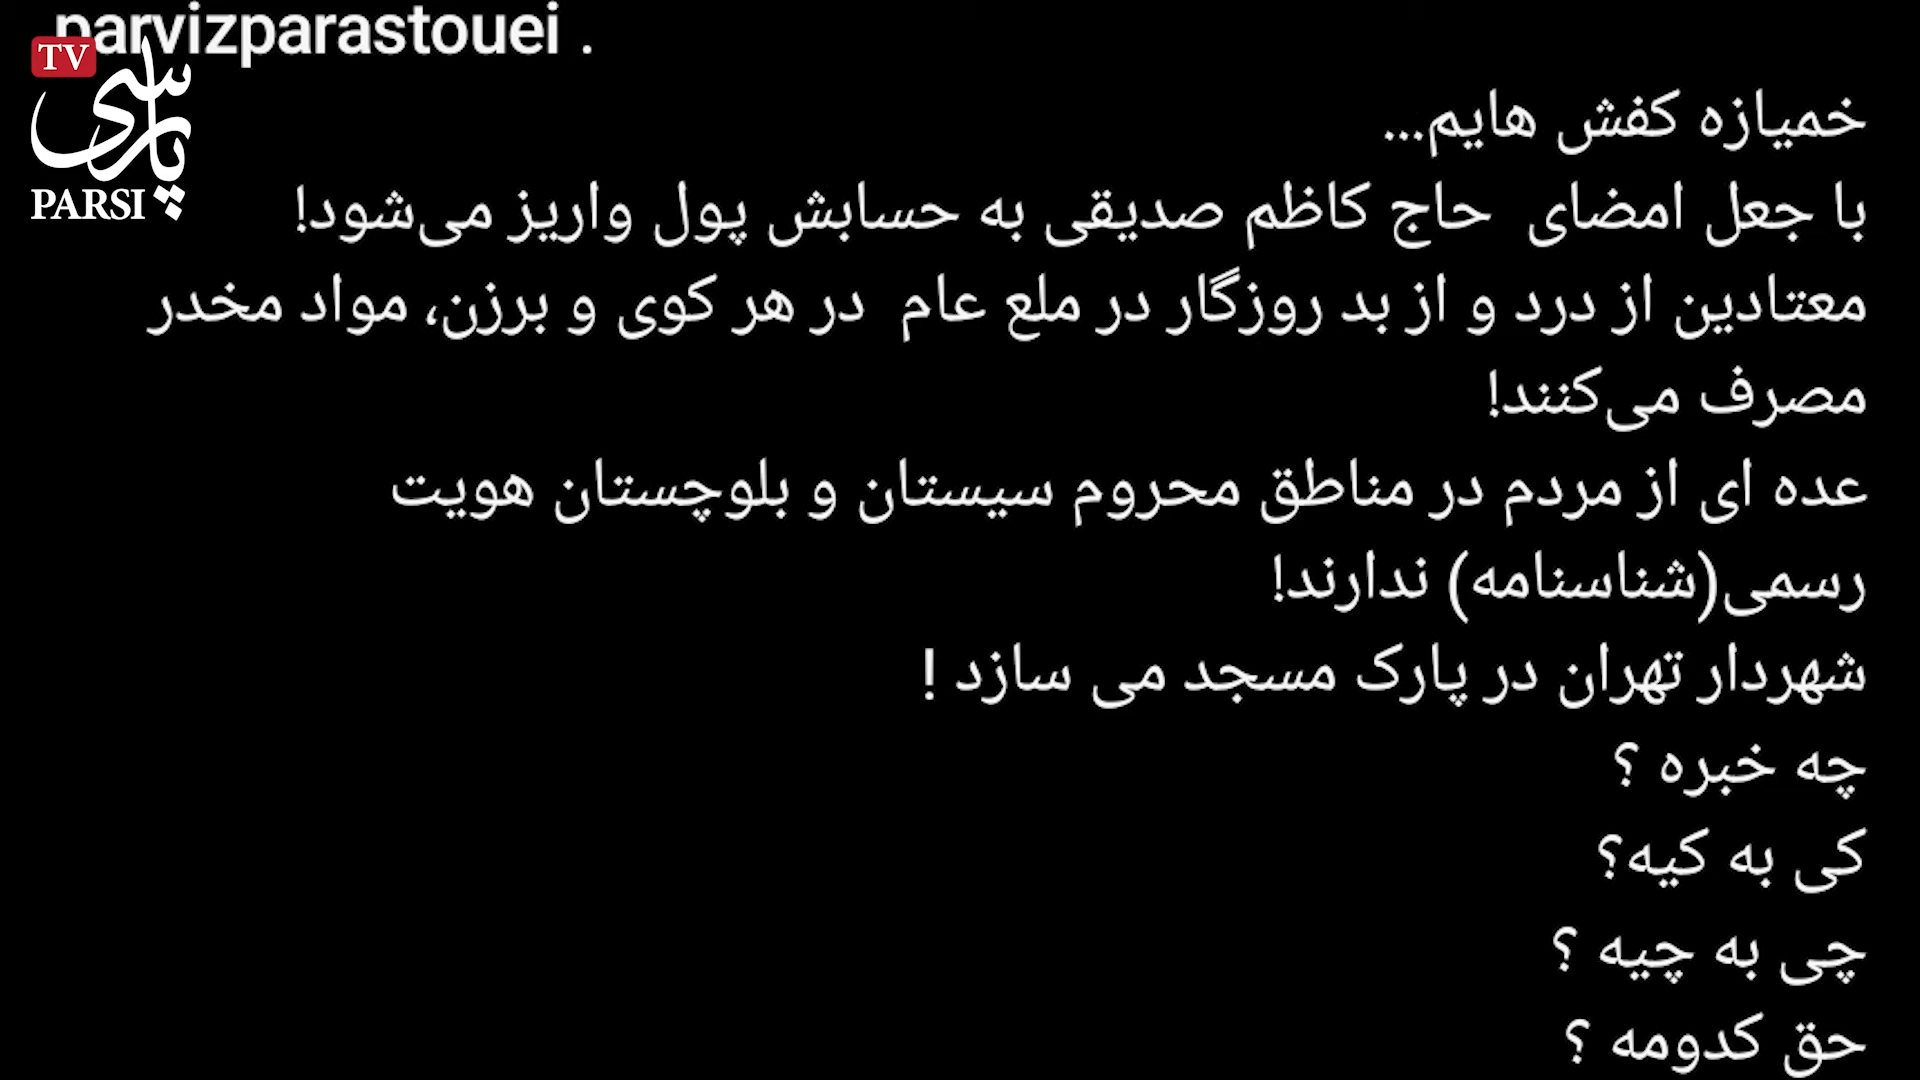 parvizparastouei .
TV
پارسی
PARSI
خمیازه کفش هایم...
با جعل امضای حاج کاظم صدیقی به حسابش پول واریز می‌شود!
معتادین از درد و از بد روزگار در ملع عام در هر کوی و برزن، مواد مخدر
مصرف می‌کنند!
عده ای از مردم در مناطق محروم سیستان و بلوچستان هویت
رسمی(شناسنامه) ندارند!
شهردار تهران در پارک مسجد می سازد !
چه خبره ؟
کی به کیه؟
چی به چیه ؟
حق کدومه ؟